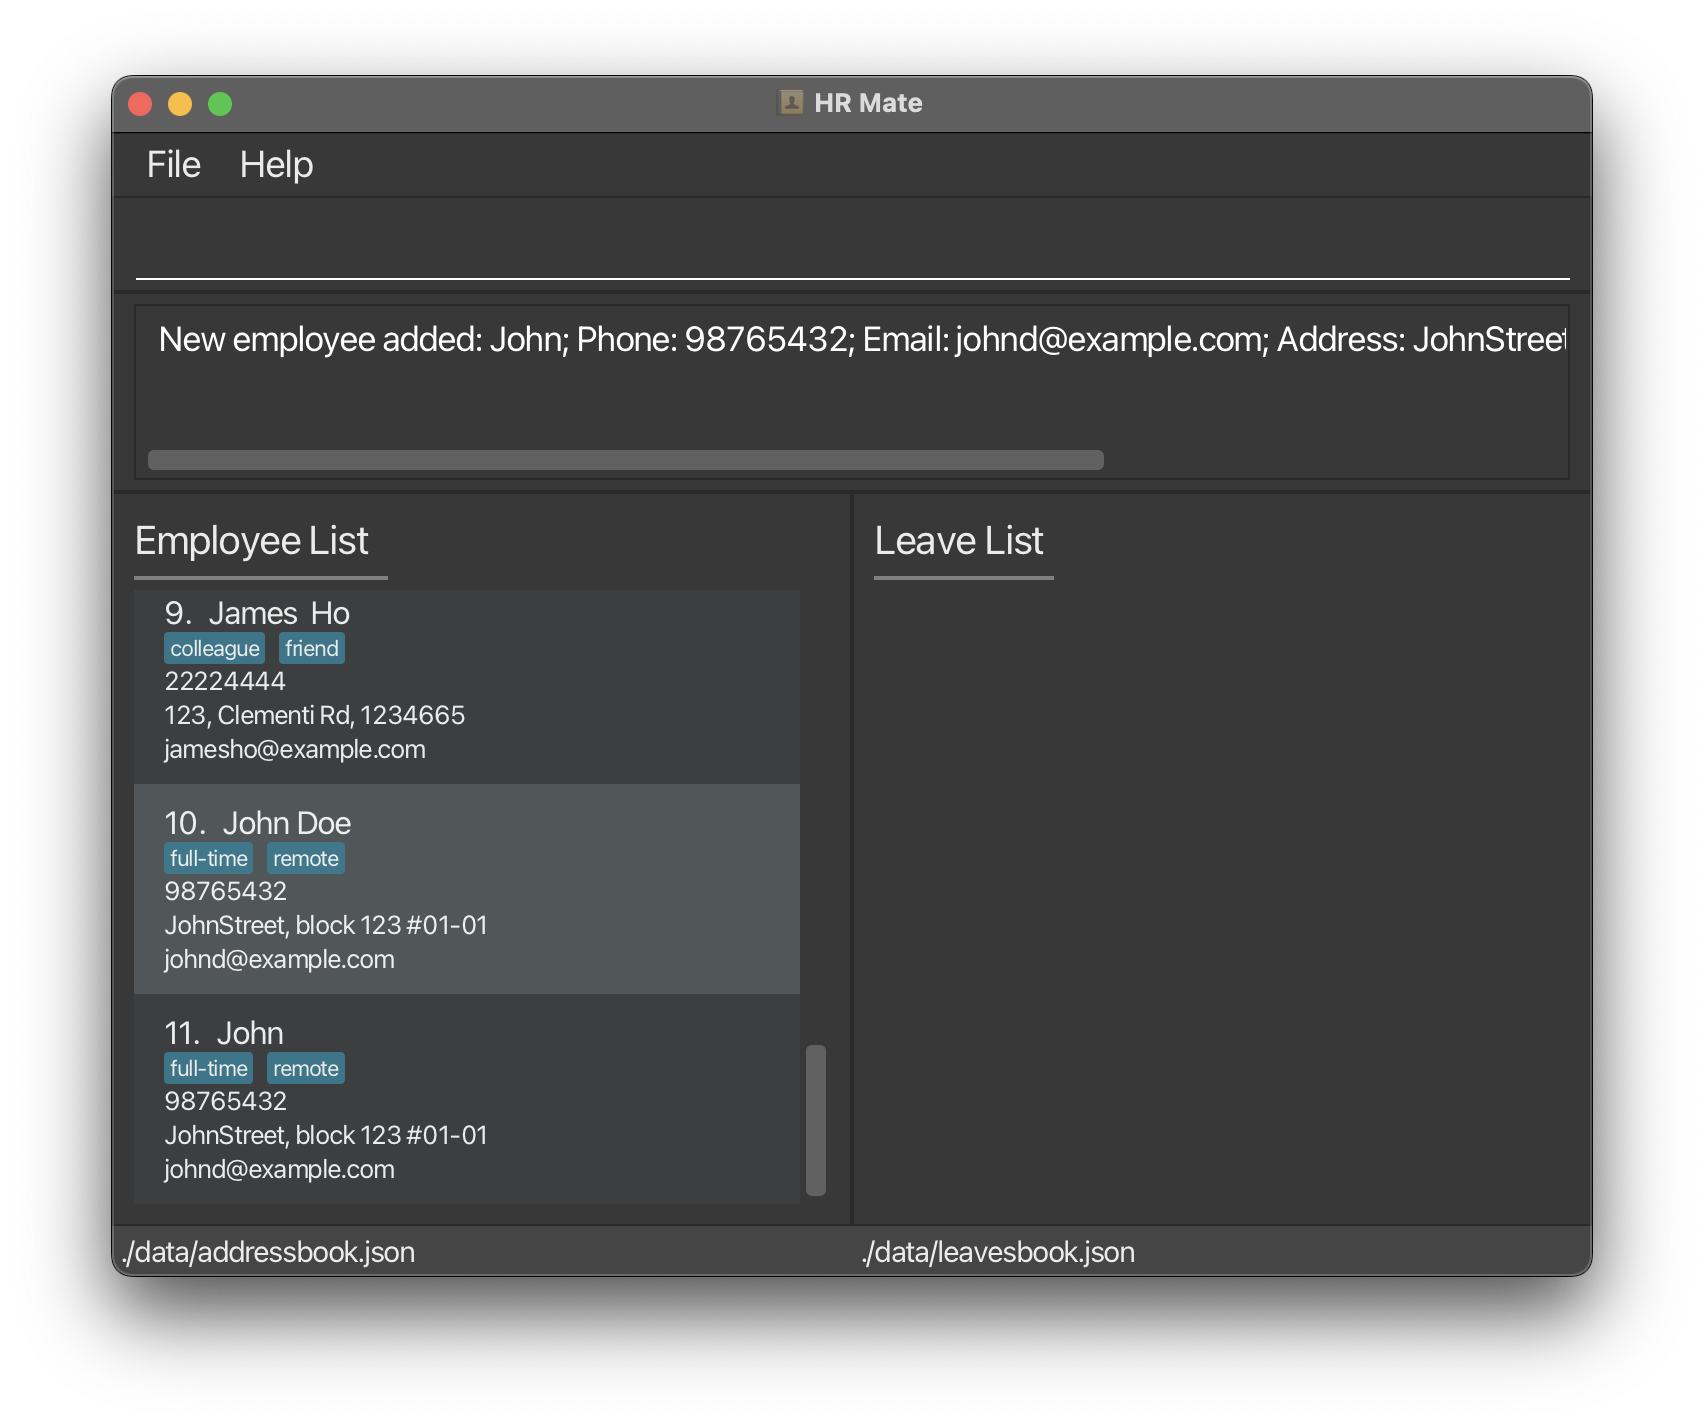 HR Mate
File Help
New employee added: John; Phone: 98765432; Email: johnd@example.com; Address: JohnStreet
Employee List
9. James  Ho
colleague friend
22224444
123, Clementi Rd, 1234665
jamesho@example.com
10. John Doe
full-time remote
98765432
JohnStreet, block 123 #01-01
johnd@example.com
11. John
full-time remote
98765432
JohnStreet, block 123 #01-01
johnd@example.com
Leave List
./data/addressbook.json
./data/leavesbook.json